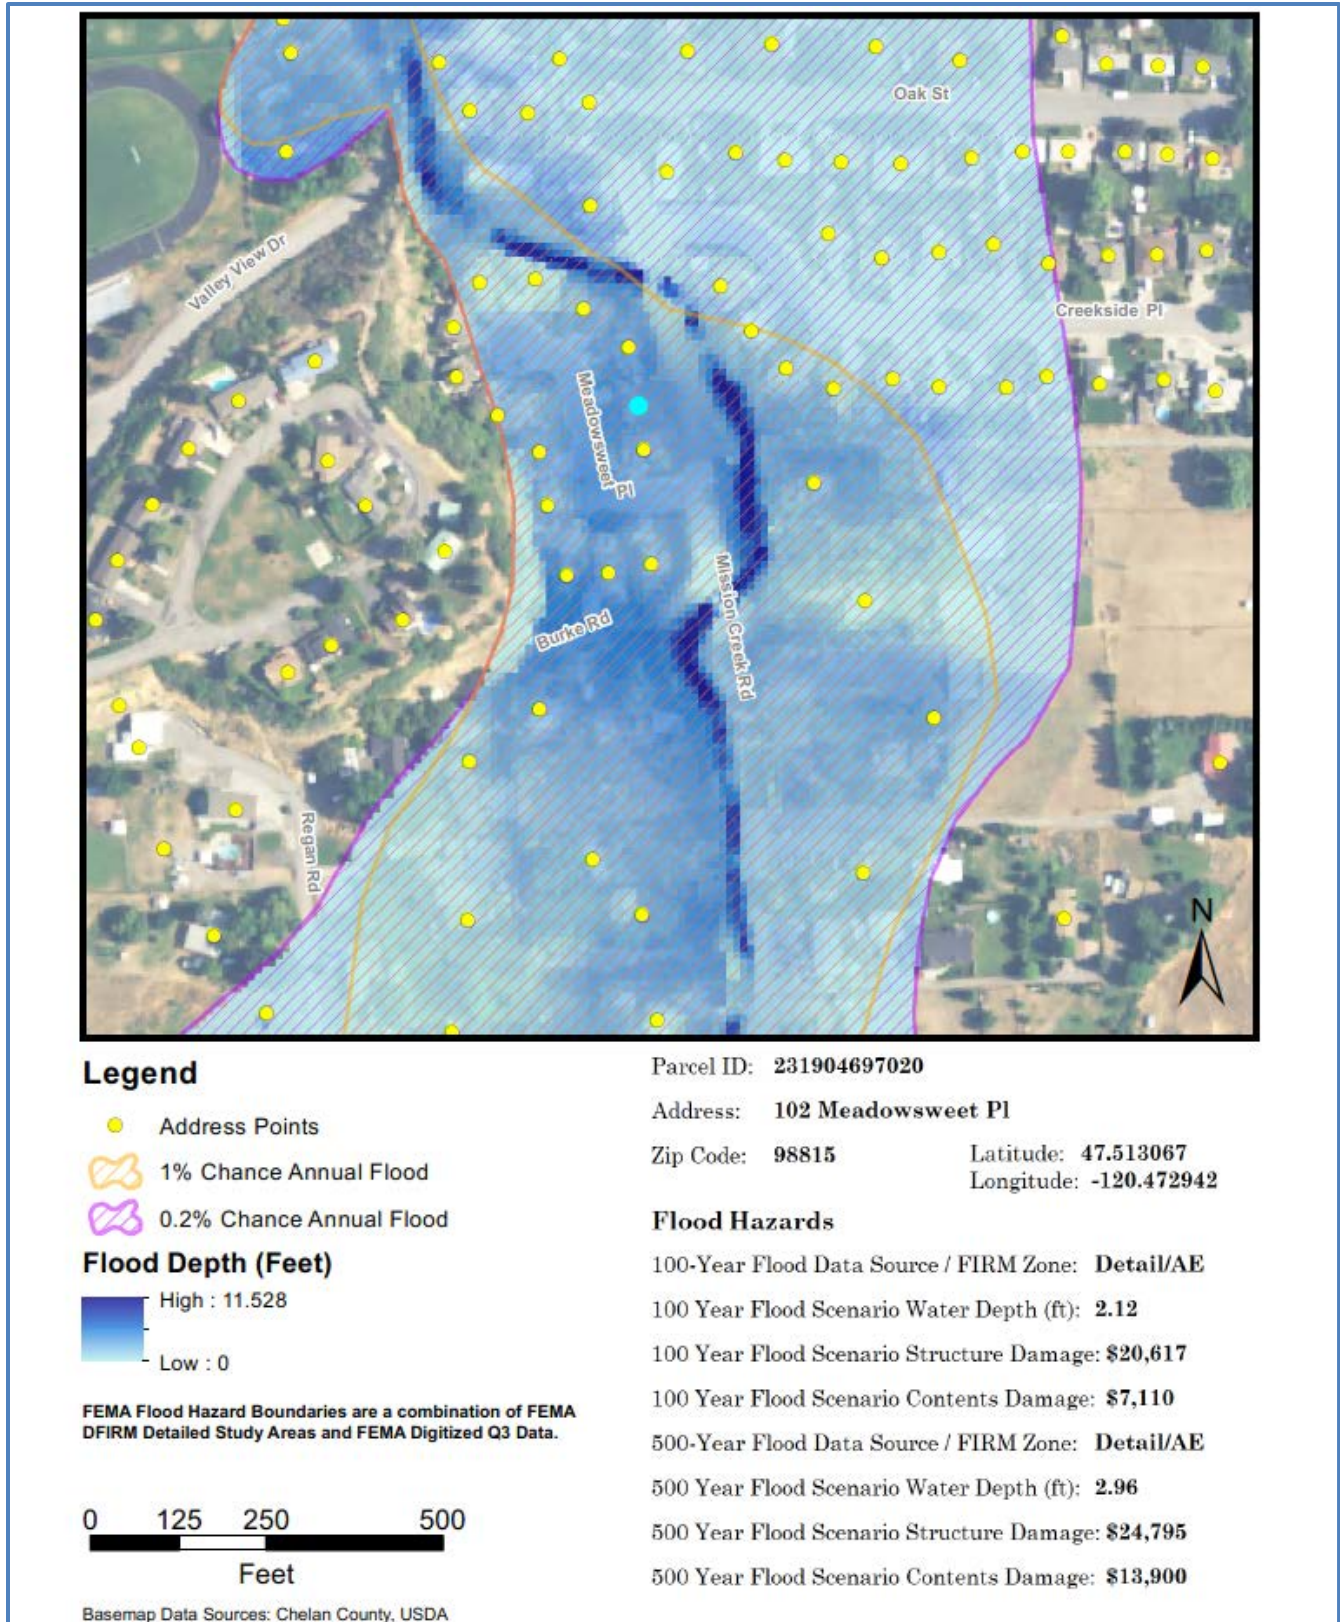 Oak St
Valley View Dr
Creekside Pl
Meadowsweet Pl
Mission Creek Rd
Burke Rd
Regan Rd
N
Legend
Address Points
1% Chance Annual Flood
0.2% Chance Annual Flood
Flood Depth (Feet)
High : 11.528
Low : 0
FEMA Flood Hazard Boundaries are a combination of FEMA
DFIRM Detailed Study Areas and FEMA Digitized Q3 Data.
0 125 250 500
Feet
Basemap Data Sources: Chelan County, USDA
Parcel ID: 231904697020
Address: 102 Meadowsweet Pl
Zip Code: 98815
Latitude: 47.513067
Longitude: -120.472942
Flood Hazards
100-Year Flood Data Source / FIRM Zone: Detail/AE
100 Year Flood Scenario Water Depth (ft): 2.12
100 Year Flood Scenario Structure Damage: $20,617
100 Year Flood Scenario Contents Damage: $7,110
500-Year Flood Data Source / FIRM Zone: Detail/AE
500 Year Flood Scenario Water Depth (ft): 2.96
500 Year Flood Scenario Structure Damage: $24,795
500 Year Flood Scenario Contents Damage: $13,900